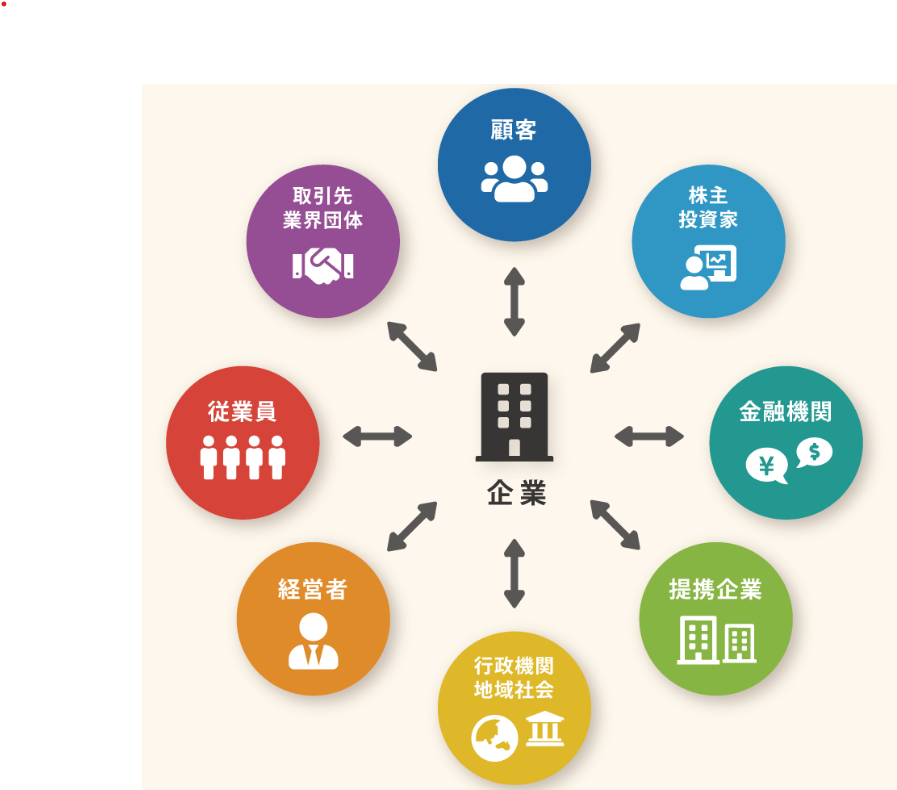 顧客
取引先
業界団体
株主
投資家
従業員
金融機関
¥
$
企業
経営者
提携企業
行政機関
地域社会